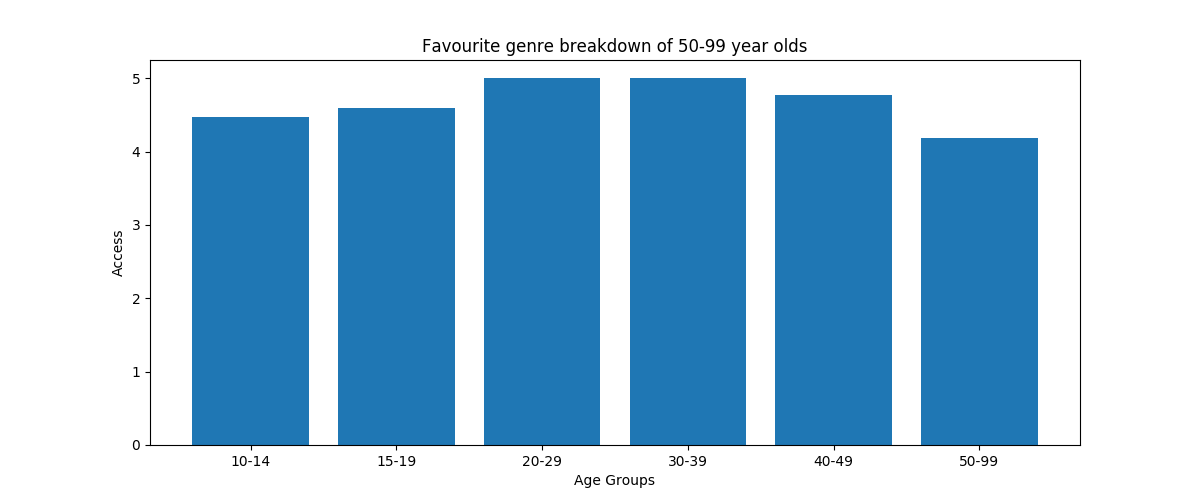 Favourite genre breakdown of 50-99 year olds
5
4
3
2
1
0
Access
10-14 15-19 20-29 30-39 40-49 50-99
Age Groups